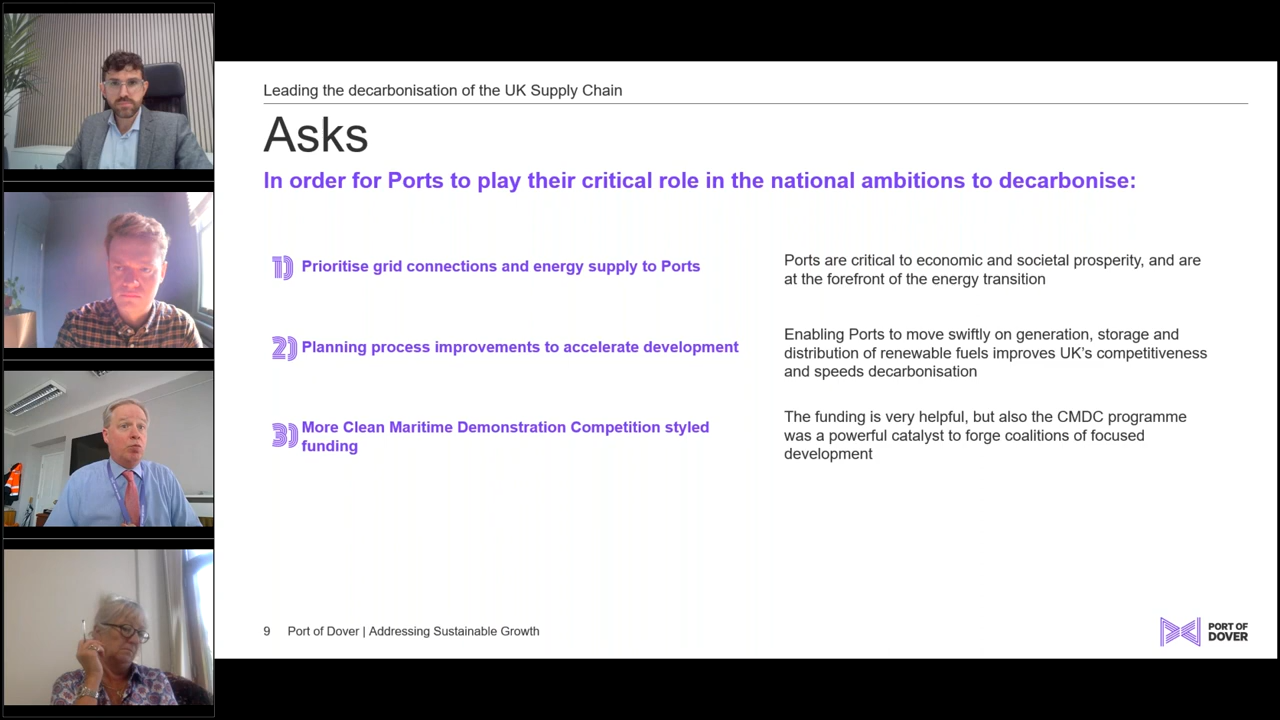 Leading the decarbonisation of the UK Supply Chain
Asks
In order for Ports to play their critical role in the national ambitions to decarbonise:
1) Prioritise grid connections and energy supply to Ports
Ports are critical to economic and societal prosperity, and are
at the forefront of the energy transition
2) Planning process improvements to accelerate development
Enabling Ports to move swiftly on generation, storage and
distribution of renewable fuels improves UK's competitiveness
and speeds decarbonisation
3) More Clean Maritime Demonstration Competition styled
funding
The funding is very helpful, but also the CMDC programme
was a powerful catalyst to forge coalitions of focused
development
9 Port of Dover | Addressing Sustainable Growth
PORT OF
DOVER